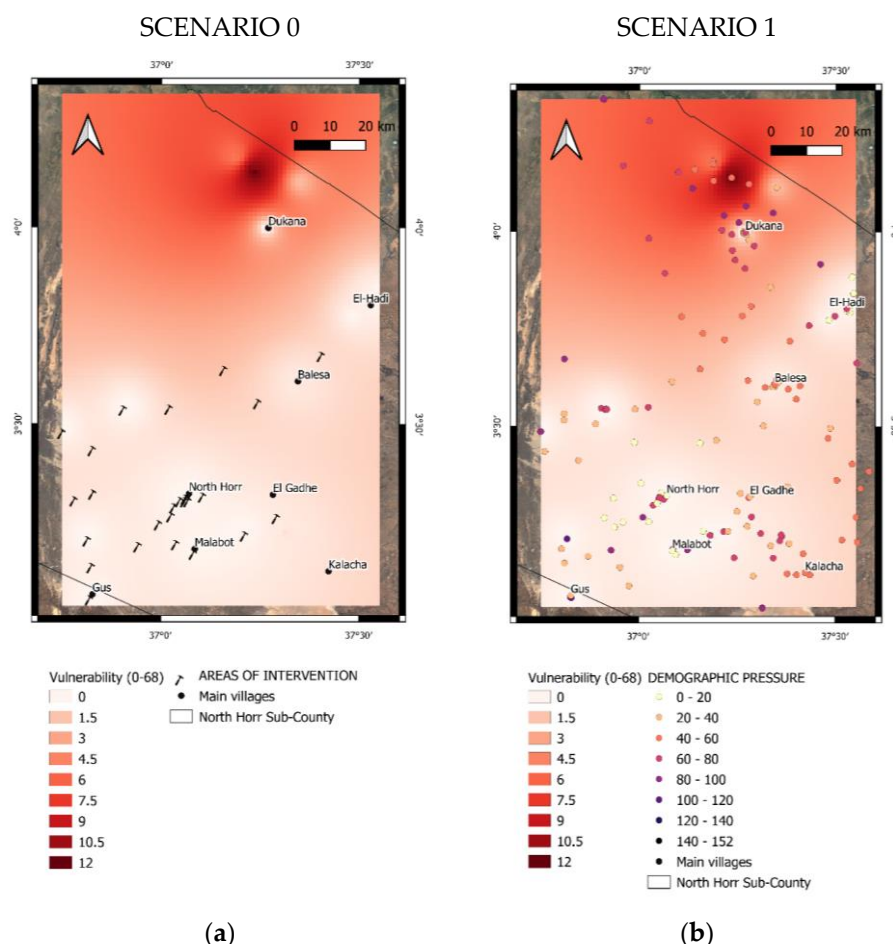 SCENARIO 0
SCENARIO 1
37°0'
37°30'
37°0'
37°30'
0 10 20 km
0 10 20 km
Dukana
4°0'
4°0'
Dukana
El-Hadi
El-Hadi
Balesa
Balesa
3°30'
3°30'
3°30'
North Horr
El Gadhe
North Horr
El Gadhe
Malabot
Malabot
Kalacha
Kalacha
Gus
Gus
37°0'
37°30'
37°0'
37°30'
Vulnerability (0-68)
0
1.5
3
4.5
6
7.5
9
10.5
12
AREAS OF INTERVENTION
Main villages
North Horr Sub-County
Vulnerability (0-68)
0
1.5
3
4.5
6
7.5
9
10.5
12
DEMOGRAPHIC PRESSURE
0 - 20
20 - 40
40 - 60
60 - 80
80 - 100
100 - 120
120 - 140
140 - 152
Main villages
North Horr Sub-County
(a)
(b)